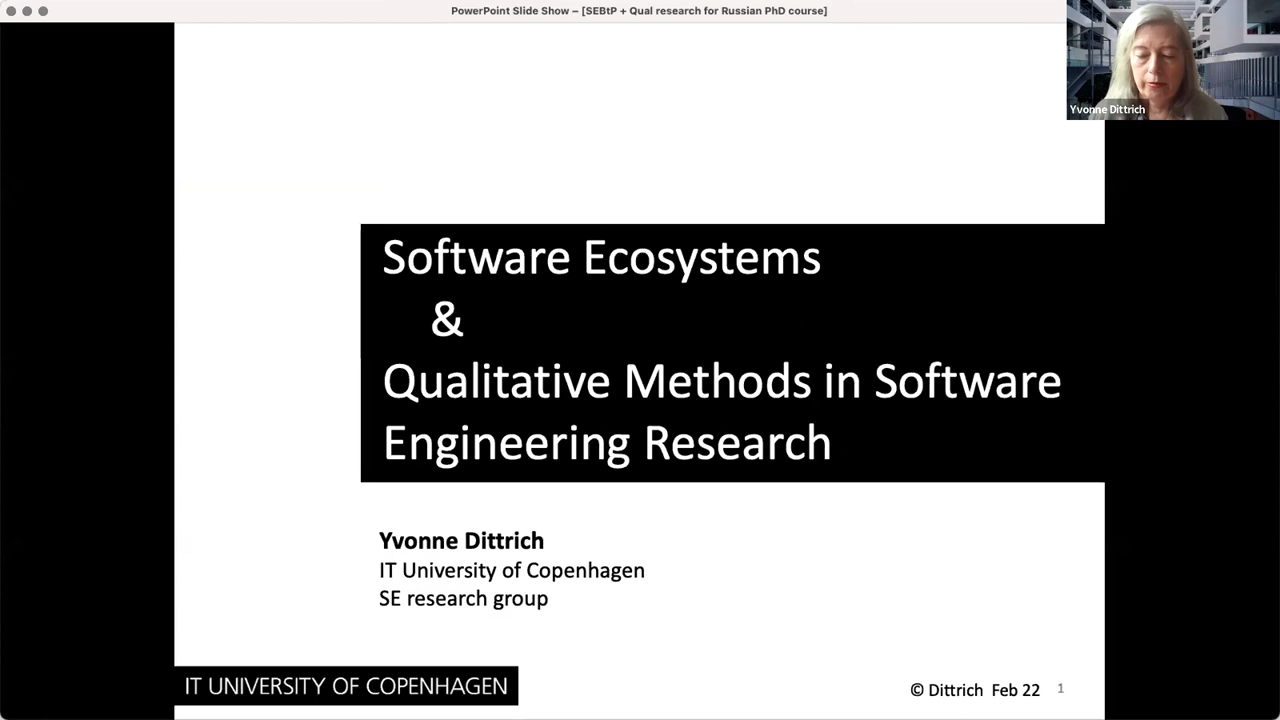 PowerPoint Slide Show – [SEBtP + Qual research for Russian PhD course]
Yvonne Dittrich
Software Ecosystems
&
Qualitative Methods in Software
Engineering Research
Yvonne Dittrich
IT University of Copenhagen
SE research group
IT UNIVERSITY OF COPENHAGEN
© Dittrich Feb 22 1